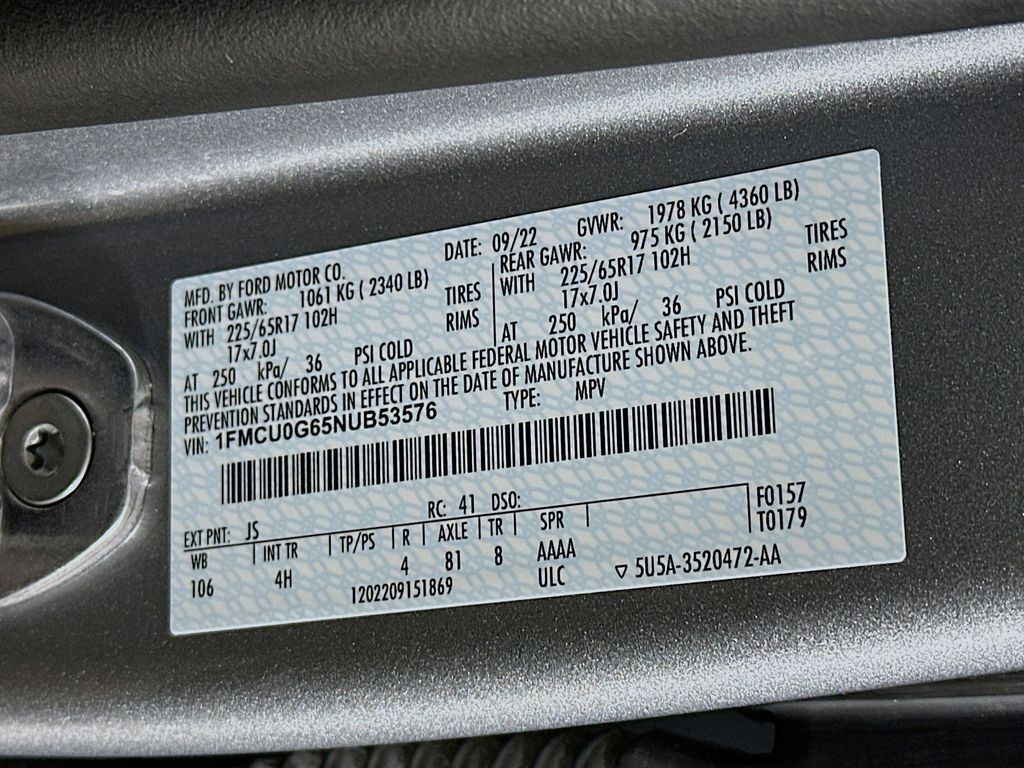 MFD. BY FORD MOTOR CO.
DATE: 09/22 GVWR: 1978 KG ( 4360 LB)
FRONT GAWR: 1061 KG ( 2340 LB)
WITH 225/65R17 102H TIRES
17x7.0J RIMS
AT 250 kPa/ 36 PSI COLD
REAR GAWR: 975 KG ( 2150 LB)
WITH 225/65R17 102H TIRES
17x7.0J RIMS
AT 250 kPa/ 36 PSI COLD
THIS VEHICLE CONFORMS TO ALL APPLICABLE FEDERAL MOTOR VEHICLE SAFETY AND THEFT
PREVENTION STANDARDS IN EFFECT ON THE DATE OF MANUFACTURE SHOWN ABOVE.
VIN: 1FMCU0G65NUB53576 TYPE: MPV
EXT PNT: JS RC: 41 DSO:
WB INT TR TP/PS R AXLE TR SPR F0157
106 4H 4 81 8 AAAA T0179
1202209151869 ULC ▽ 5U5A-3520472-AA